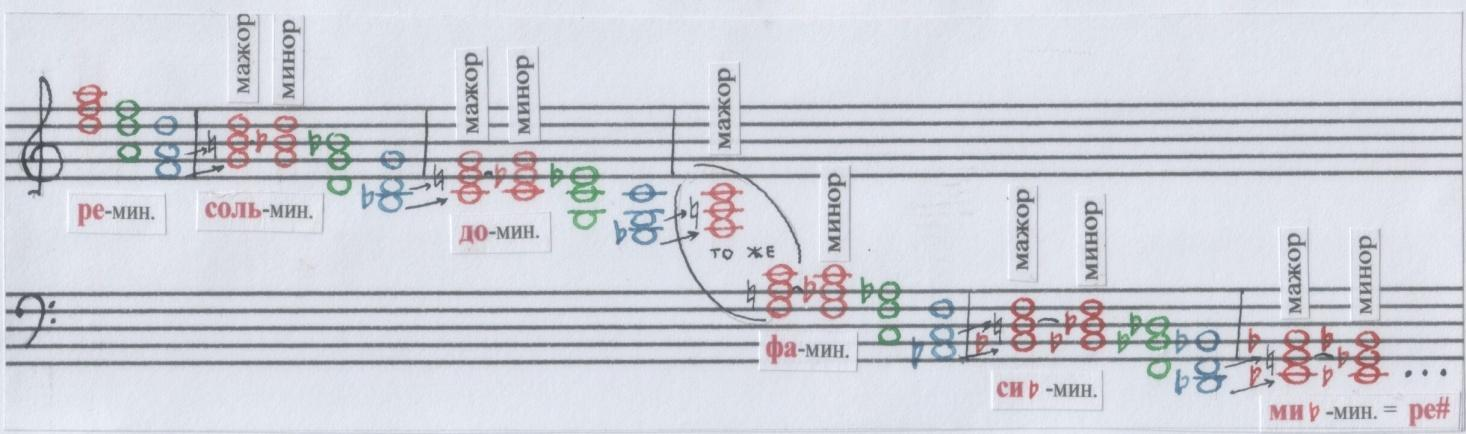 мажор
минор
мажор
минор
мажор
ре-мин.
соль-мин.
до-мин.
то же
минор
мажор
минор
мажор
минор
фа-мин.
си♭-мин.
ми♭-мин. = ре#
...